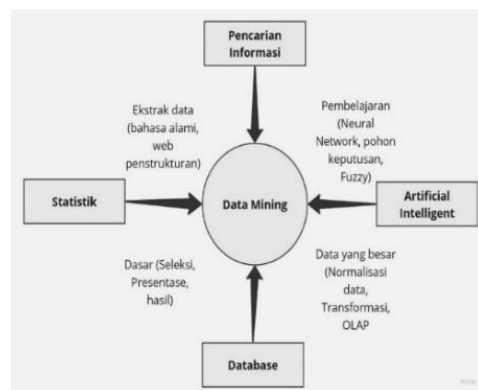 Pencarian
Informasi
Ekstrak data
(bahasa alami,
web
penstrukturan)
Pembelajaran
(Neural
Network, pohon
keputusan,
Fuzzy)
Statistik
Data Mining
Artificial
Intelligent
Dasar (Seleksi,
Presentase,
hasil)
Data yang besar
(Normalisasi
data,
Transformasi,
OLAP
Database